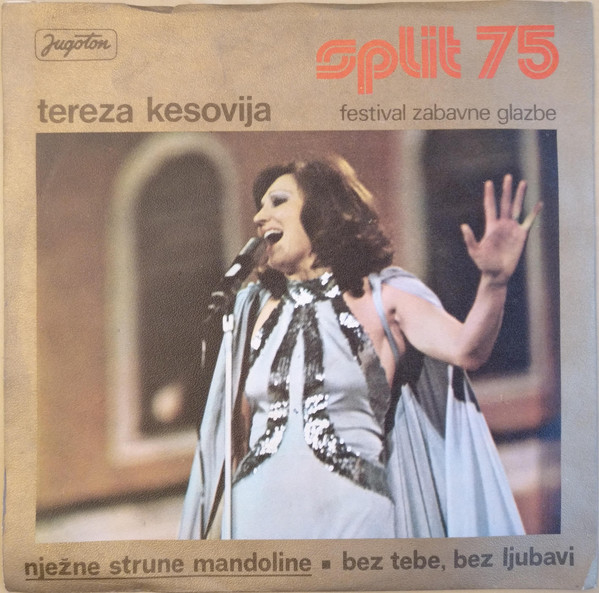 Jugoton
split 75
tereza kesovija
festival zabavne glazbe
nježne strune mandoline ▪ bez tebe, bez ljubavi